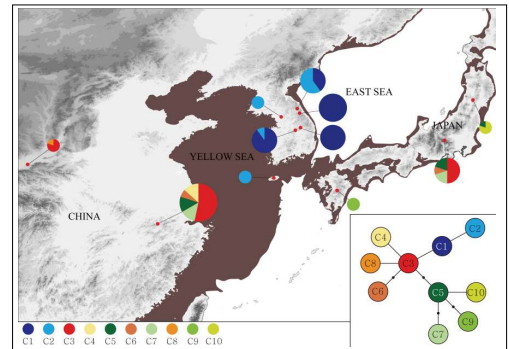 EAST SEA
JAPAN
YELLOW SEA
CHINA
C4
C2
C8
C3
C1
C6
C5
C10
C7
C9
C1 C2 C3 C4 C5 C6 C7 C8 C9 C10